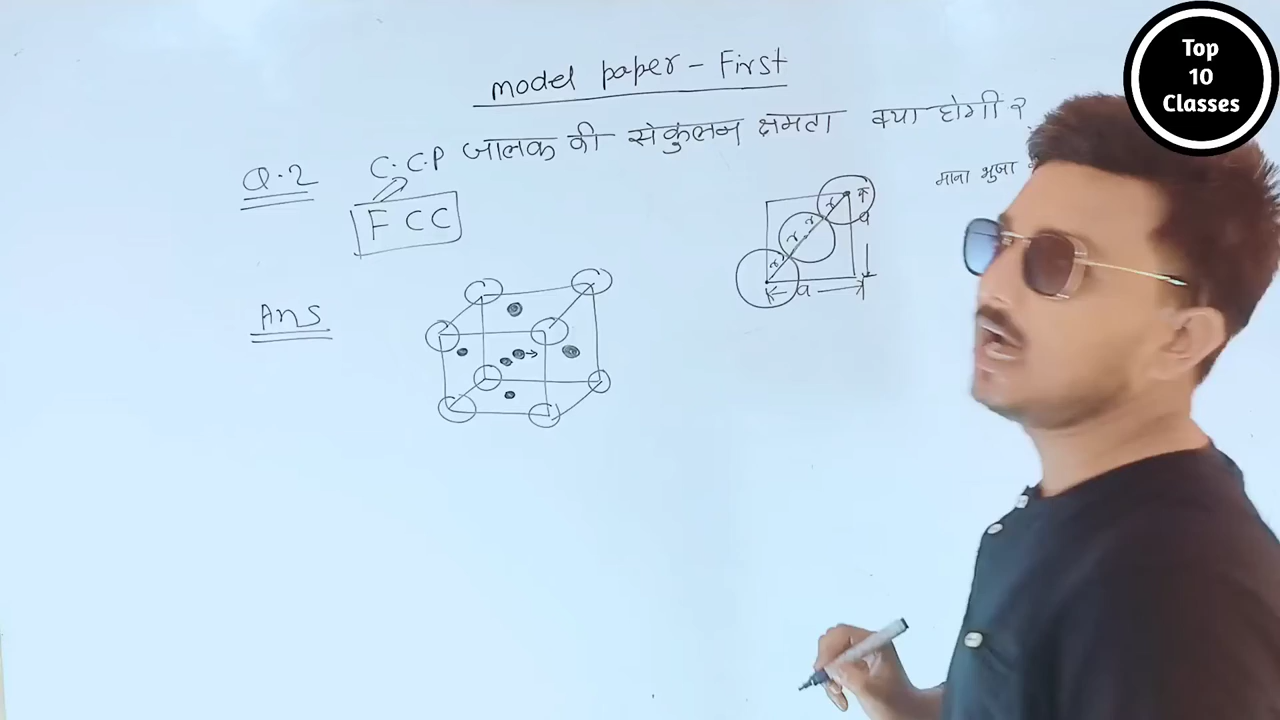 Top
10
Classes
model paper - First
Q.2 C.C.P जालक की संकुलन क्षमता क्या होगी ?
FCC
माना भुजा
r r r r
a
a
Ans